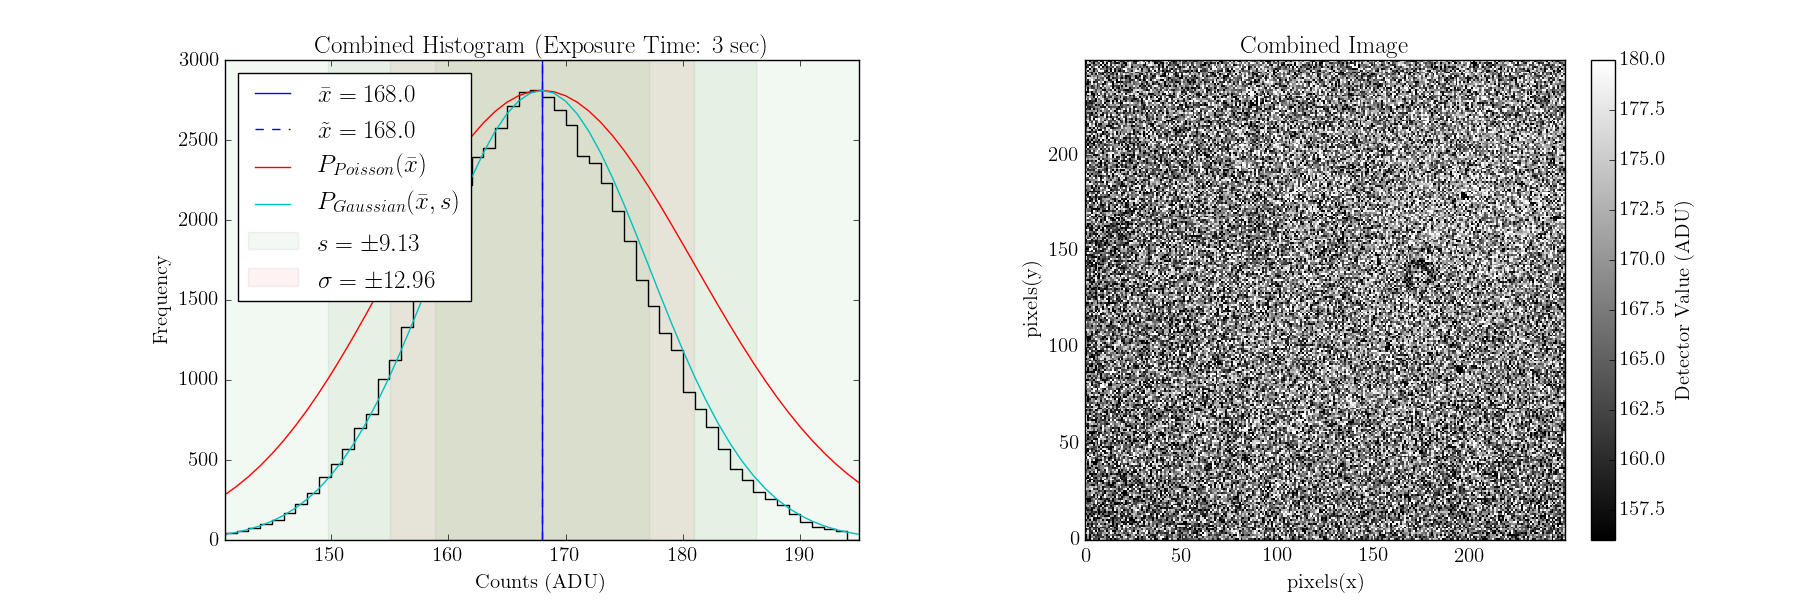 Combined Histogram (Exposure Time: 3 sec)
3000
2500
2000
1500
1000
500
0
Frequency
x̄ = 168.0
x̃ = 168.0
P_Poisson(x̄)
P_Gaussian(x̄, s)
s = ±9.13
σ = ±12.96
150 160 170 180 190
Counts (ADU)
Combined Image
200
150
100
50
0
pixels(y)
0 50 100 150 200
pixels(x)
180.0
177.5
175.0
172.5
170.0
167.5
165.0
162.5
160.0
157.5
Detector Value (ADU)